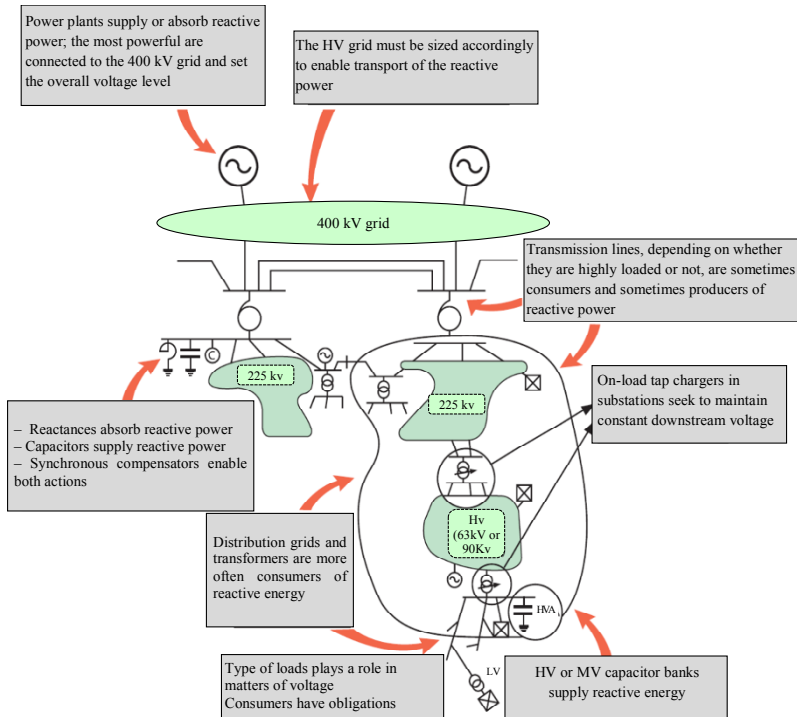 Power plants supply or absorb reactive
power; the most powerful are
connected to the 400 kV grid and set
the overall voltage level
The HV grid must be sized accordingly
to enable transport of the reactive
power
400 kV grid
Transmission lines, depending on whether
they are highly loaded or not, are sometimes
consumers and sometimes producers of
reactive power
C
225 kv
225 kv
On-load tap chargers in
substations seek to maintain
constant downstream voltage
– Reactances absorb reactive power
– Capacitors supply reactive power
– Synchronous compensators enable
both actions
Hv
(63kV or
90Kv
Distribution grids and
transformers are more
often consumers of
reactive energy
HVA
LV
Type of loads plays a role in
matters of voltage
Consumers have obligations
HV or MV capacitor banks
supply reactive energy